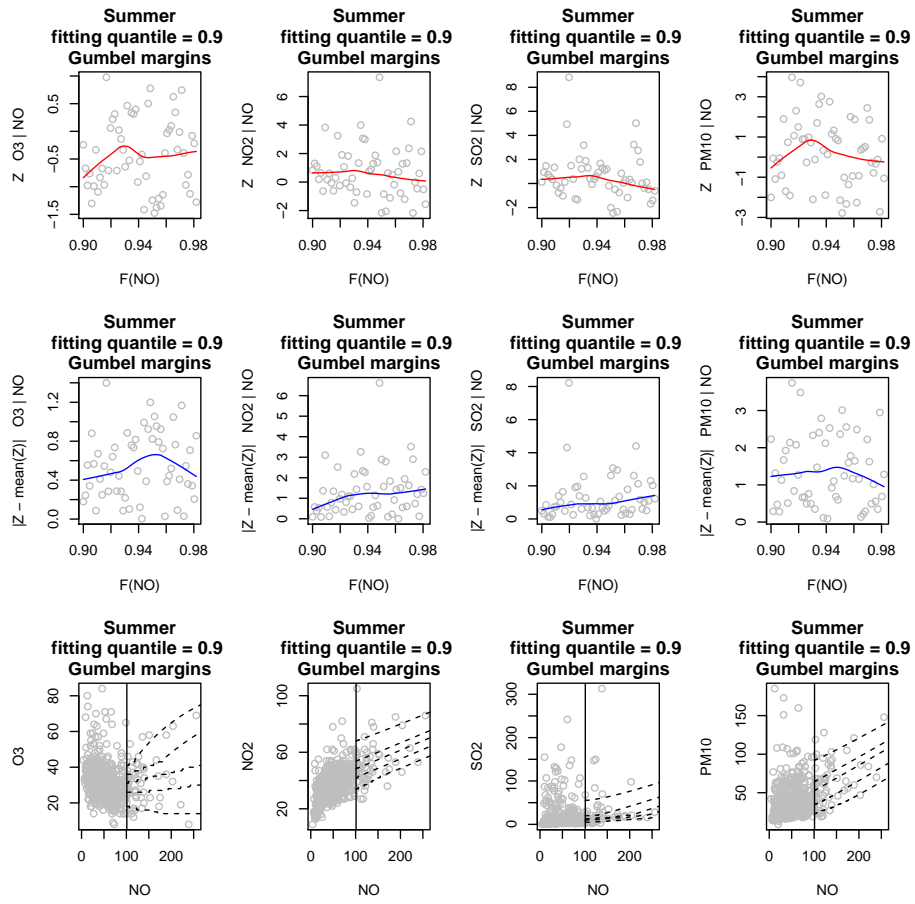 Summer
fitting quantile = 0.9
Gumbel margins
Z   O3 | NO
0.5
−0.5
−1.5
0.90 0.94 0.98
F(NO)
Summer
fitting quantile = 0.9
Gumbel margins
Z   NO2 | NO
6
4
2
0
−2
0.90 0.94 0.98
F(NO)
Summer
fitting quantile = 0.9
Gumbel margins
Z   SO2 | NO
8
6
4
2
−2
0.90 0.94 0.98
F(NO)
Summer
fitting quantile = 0.9
Gumbel margins
Z   PM10 | NO
3
1
−1
−3
0.90 0.94 0.98
F(NO)
Summer
fitting quantile = 0.9
Gumbel margins
|Z − mean(Z)|   O3 | NO
1.2
0.8
0.4
0.0
0.90 0.94 0.98
F(NO)
Summer
fitting quantile = 0.9
Gumbel margins
|Z − mean(Z)|   NO2 | NO
6
5
4
3
2
1
0
0.90 0.94 0.98
F(NO)
Summer
fitting quantile = 0.9
Gumbel margins
|Z − mean(Z)|   SO2 | NO
8
6
4
2
0
0.90 0.94 0.98
F(NO)
Summer
fitting quantile = 0.9
Gumbel margins
|Z − mean(Z)|   PM10 | NO
3
2
1
0
0.90 0.94 0.98
F(NO)
Summer
fitting quantile = 0.9
Gumbel margins
O3
80
60
40
20
0 100 200
NO
Summer
fitting quantile = 0.9
Gumbel margins
NO2
100
60
20
0 100 200
NO
Summer
fitting quantile = 0.9
Gumbel margins
SO2
300
200
100
50
0
0 100 200
NO
Summer
fitting quantile = 0.9
Gumbel margins
PM10
150
100
50
0 100 200
NO